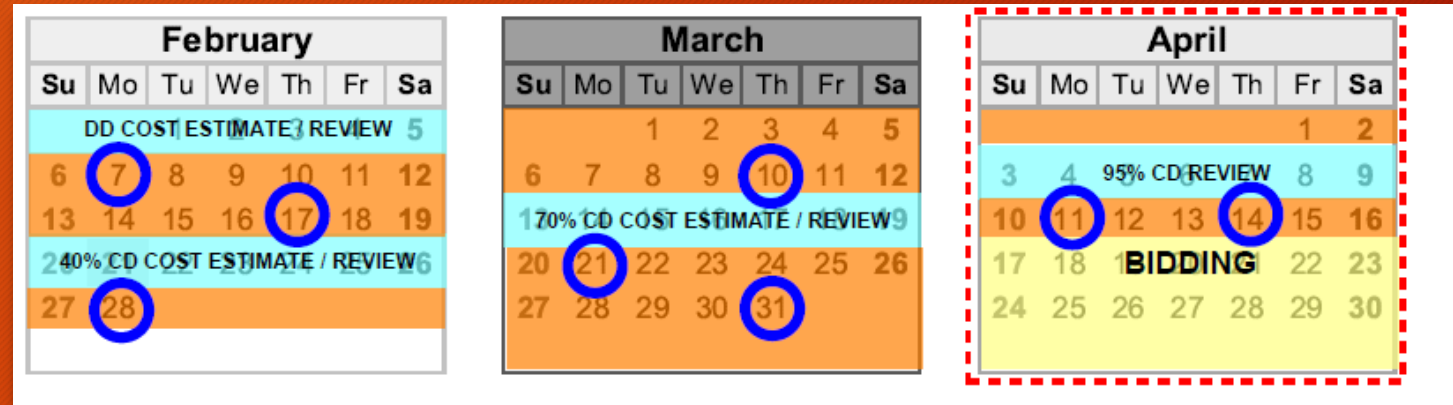 February
Su Mo Tu We Th Fr Sa
DD COST ESTIMATE / REVIEW 5
6 7 8 9 10 11 12
13 14 15 16 17 18 19
40% CD COST ESTIMATE / REVIEW
27 28
March
Su Mo Tu We Th Fr Sa
1 2 3 4 5
6 7 8 9 10 11 12
70% CD COST ESTIMATE / REVIEW
20 21 22 23 24 25 26
27 28 29 30 31
April
Su Mo Tu We Th Fr Sa
1 2
3 4 95% CD REVIEW 8 9
10 11 12 13 14 15 16
17 18 BIDDING 22 23
24 25 26 27 28 29 30